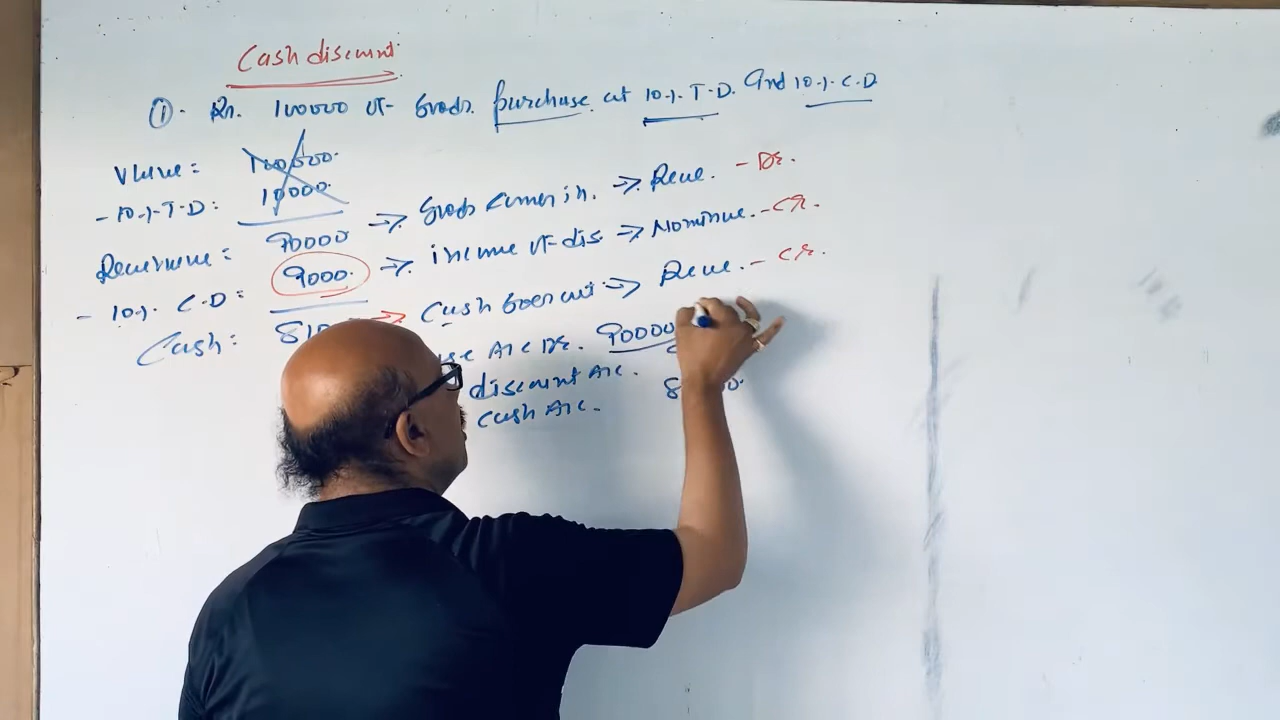 Cash discount
①. Rs. 100000 of Goods. purchase at 10% T.D. and 10% C.D
Value: 100000.
- 10% T.D: 10000.
90000 → Goods comes in. → Real. - Dr.
- 10% C.D: 9000. → income of dis → Nominal. - Cr.
Cash: → Cash Goes out → Real. - Cr.
A/c Dr. 90000
discount A/c.
Cash A/c.